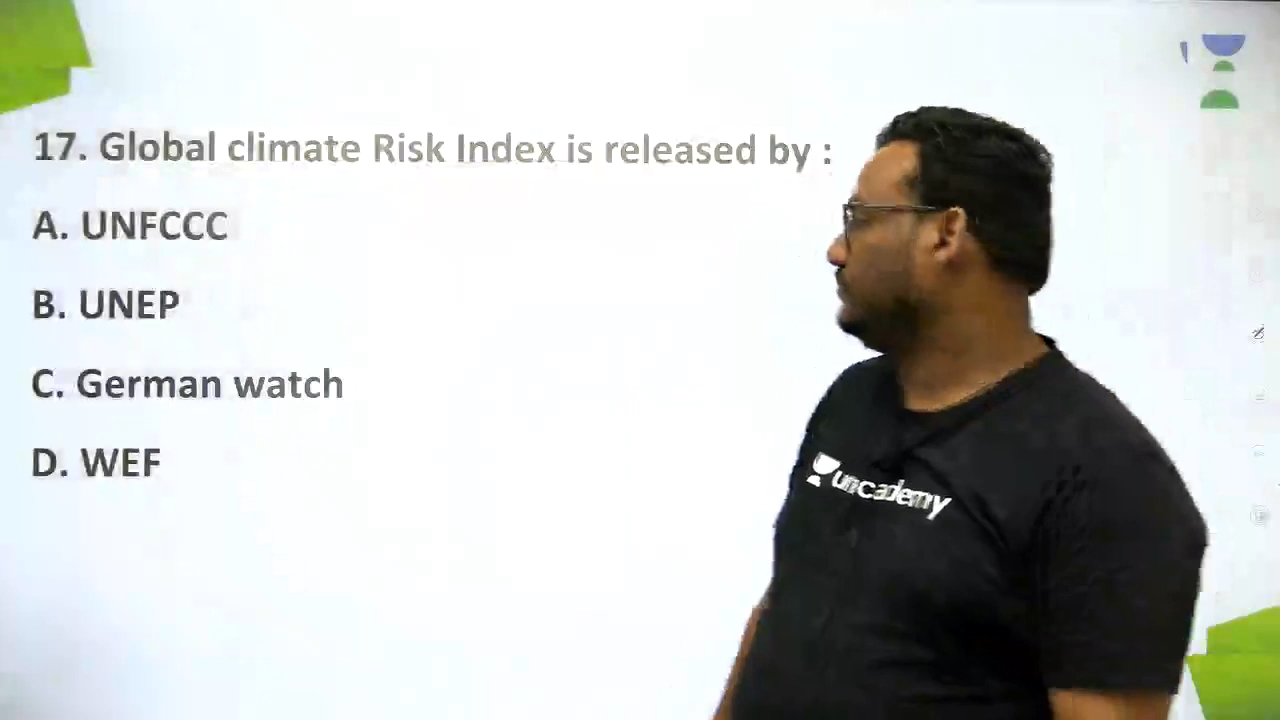 17. Global climate Risk Index is released by :
A. UNFCCC
B. UNEP
C. German watch
D. WEF
unacademy